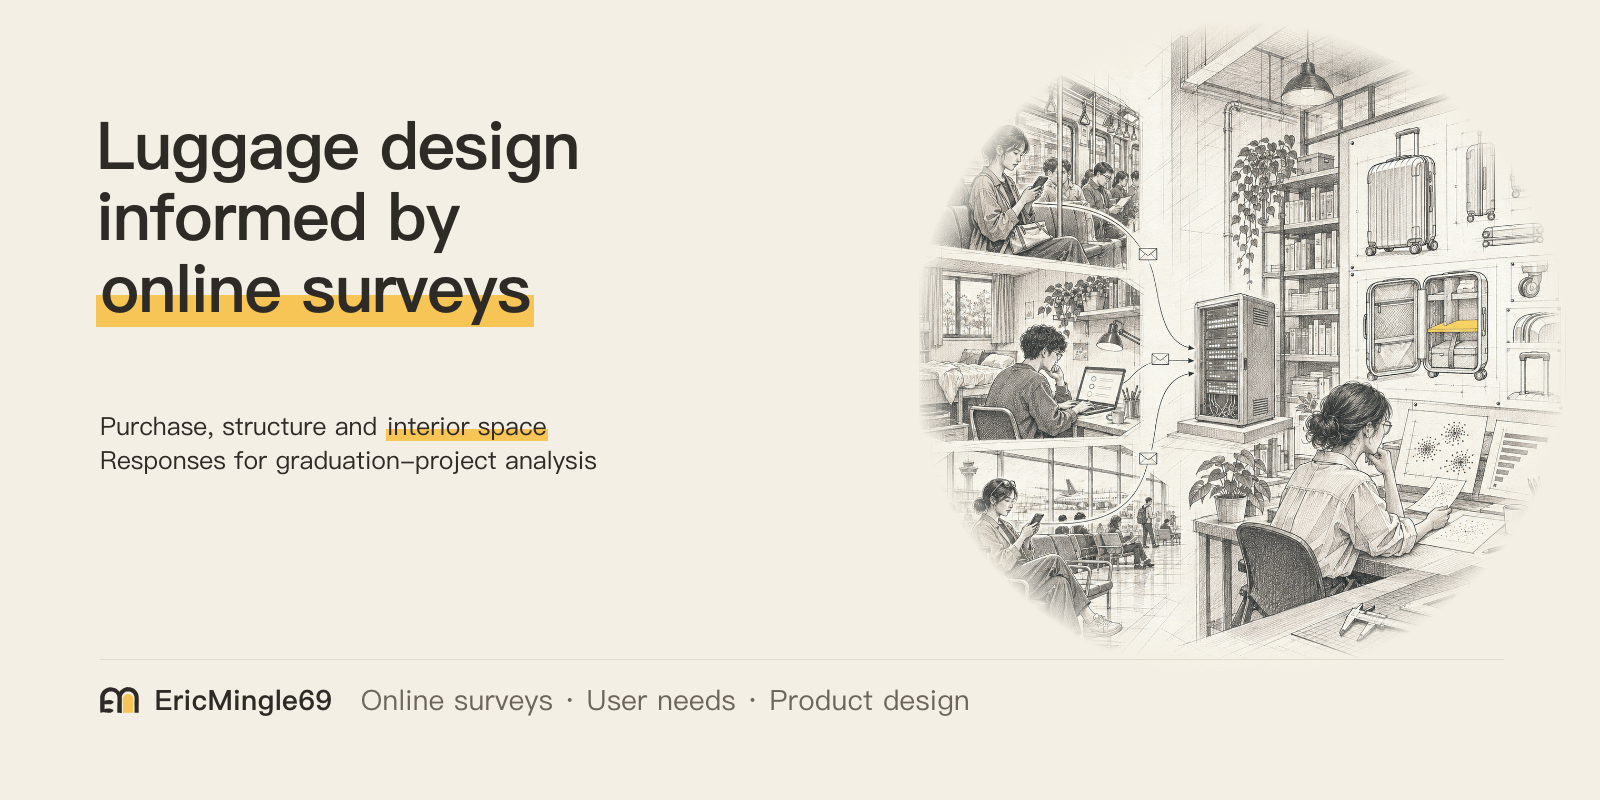 Luggage design
informed by
online surveys
Purchase, structure and interior space
Responses for graduation–project analysis
EricMingle69 Online surveys · User needs · Product design